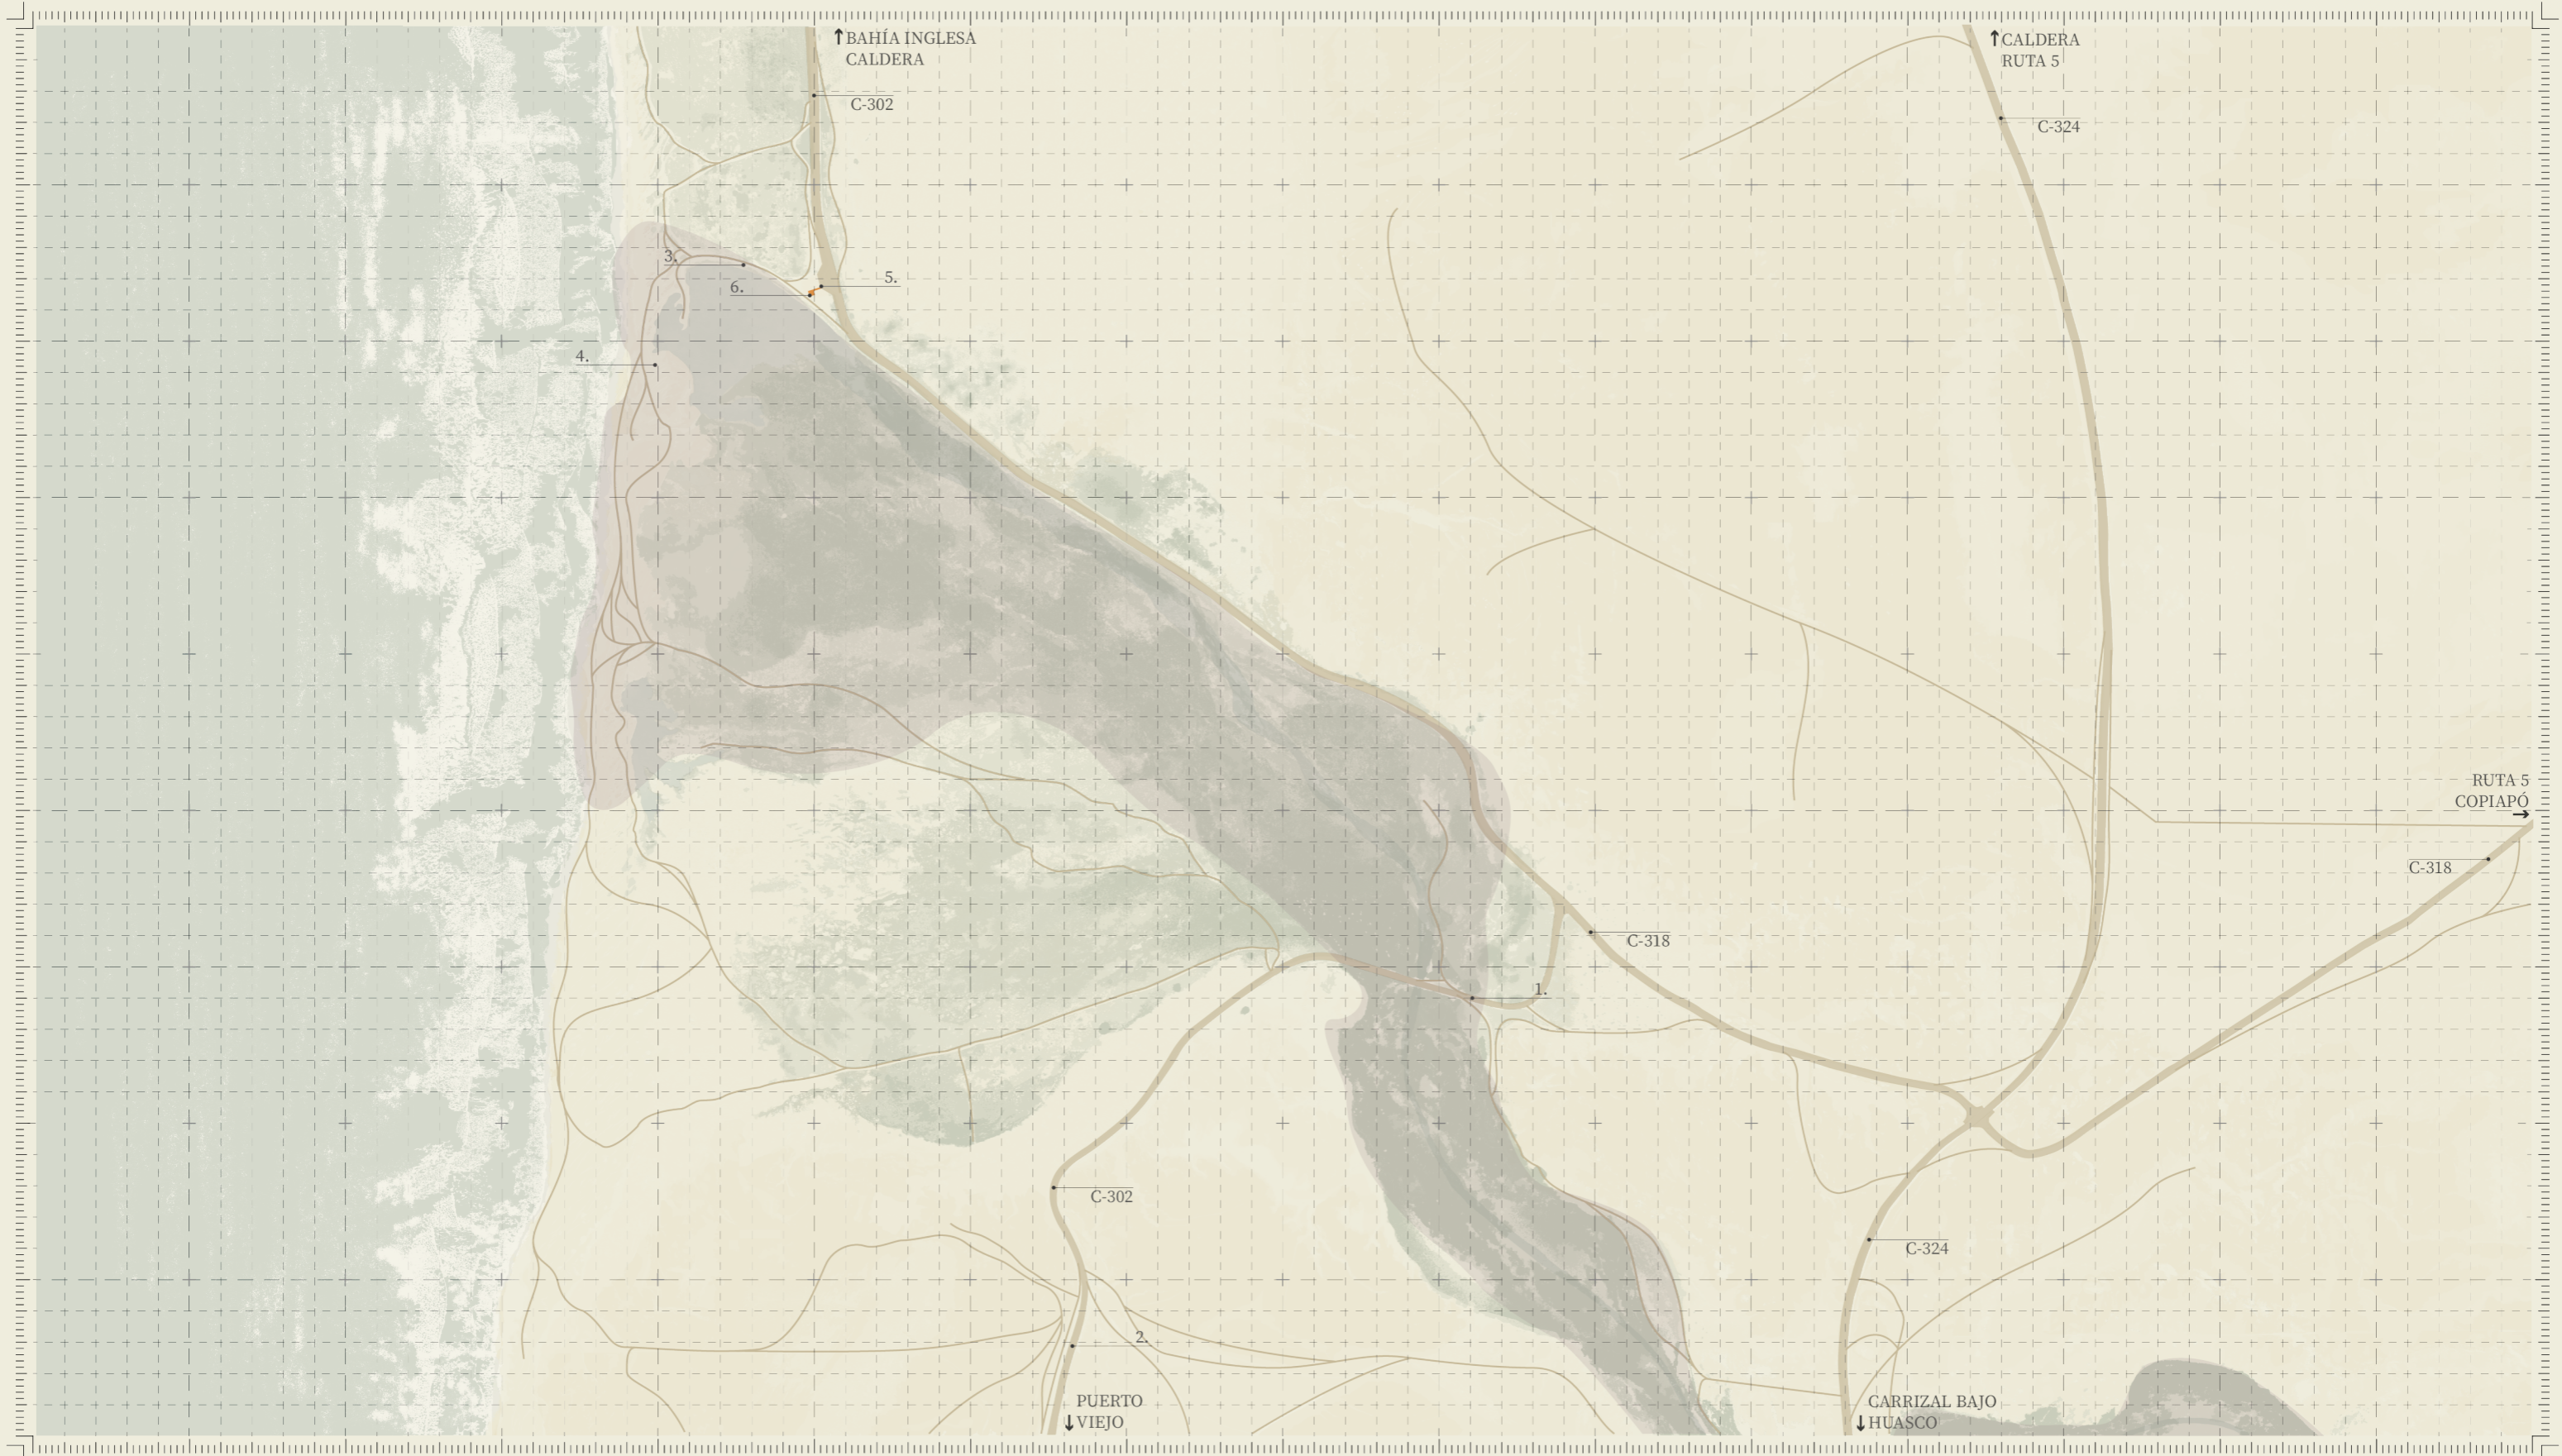 BAHÍA INGLESA
CALDERA
CALDERA
RUTA 5
C-302
C-324
3.
5.
6.
4.
RUTA 5
COPIAPÓ
C-318
C-318
1.
C-302
C-324
2.
PUERTO
VIEJO
CARRIZAL BAJO
HUASCO